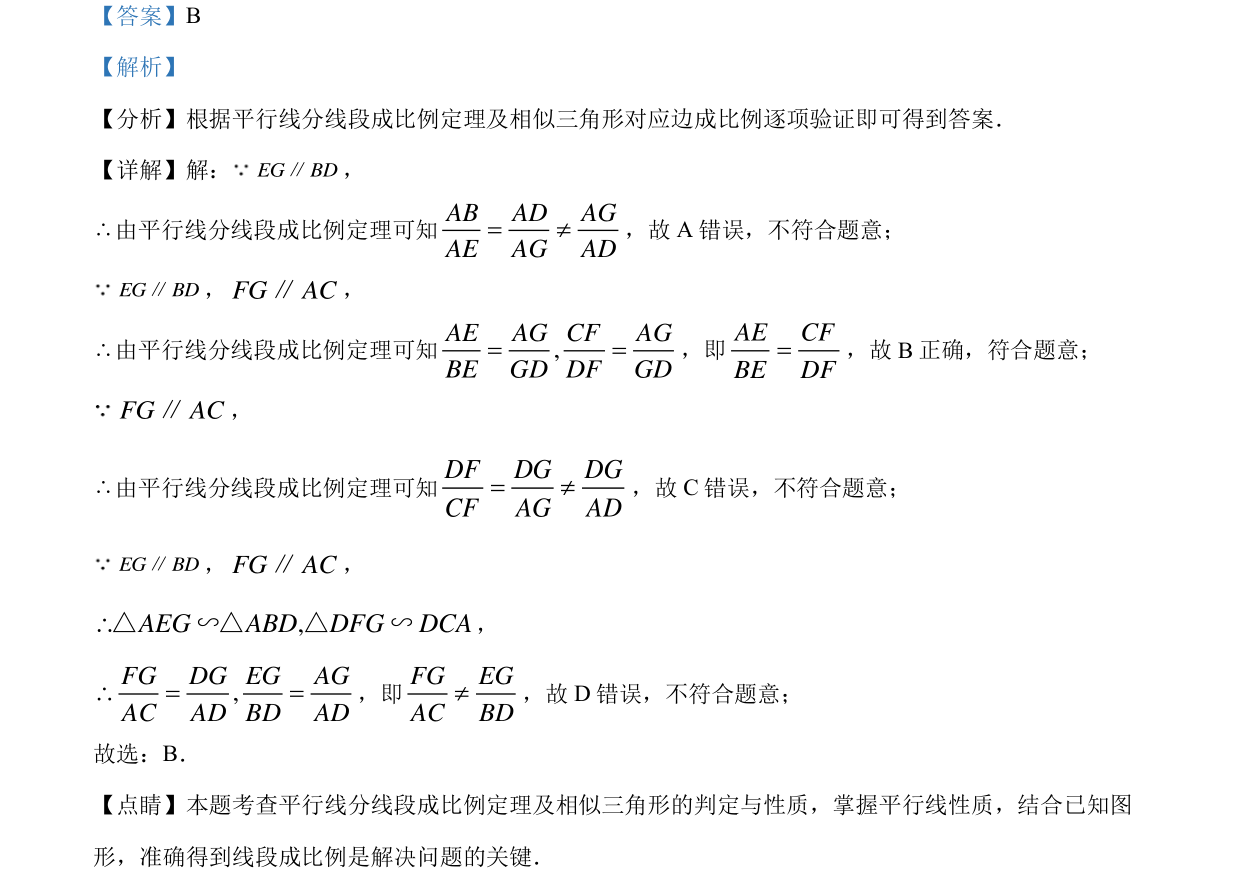 【答案】B
【解析】
【分析】根据平行线分线段成比例定理及相似三角形对应边成比例逐项验证即可得到答案．
【详解】解：∵ EG∥BD，
∴由平行线分线段成比例定理可知 AB/AE = AD/AG ≠ AG/AD，故 A 错误，不符合题意；
∵ EG∥BD，FG∥AC，
∴由平行线分线段成比例定理可知 AE/BE = AG/GD, CF/DF = AG/GD，即 AE/BE = CF/DF，故 B 正确，符合题意；
∵ FG∥AC，
∴由平行线分线段成比例定理可知 DF/CF = DG/AG ≠ DG/AD，故 C 错误，不符合题意；
∵ EG∥BD，FG∥AC，
∴△AEG∽△ABD,△DFG∽DCA，
∴ FG/AC = DG/AD, EG/BD = AG/AD，即 FG/AC ≠ EG/BD，故 D 错误，不符合题意；
故选：B．
【点睛】本题考查平行线分线段成比例定理及相似三角形的判定与性质，掌握平行线性质，结合已知图
形，准确得到线段成比例是解决问题的关键．